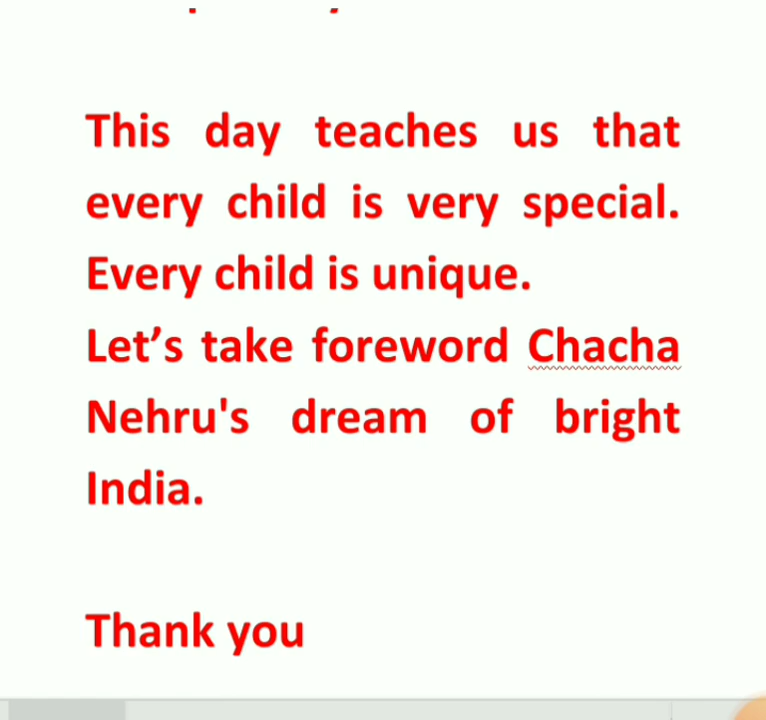 This day teaches us that
every child is very special.
Every child is unique.
Let’s take foreword Chacha
Nehru's dream of bright
India.
Thank you